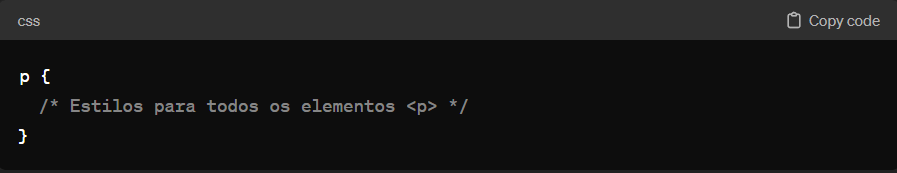 css Copy code
p {
/* Estilos para todos os elementos <p> */
}